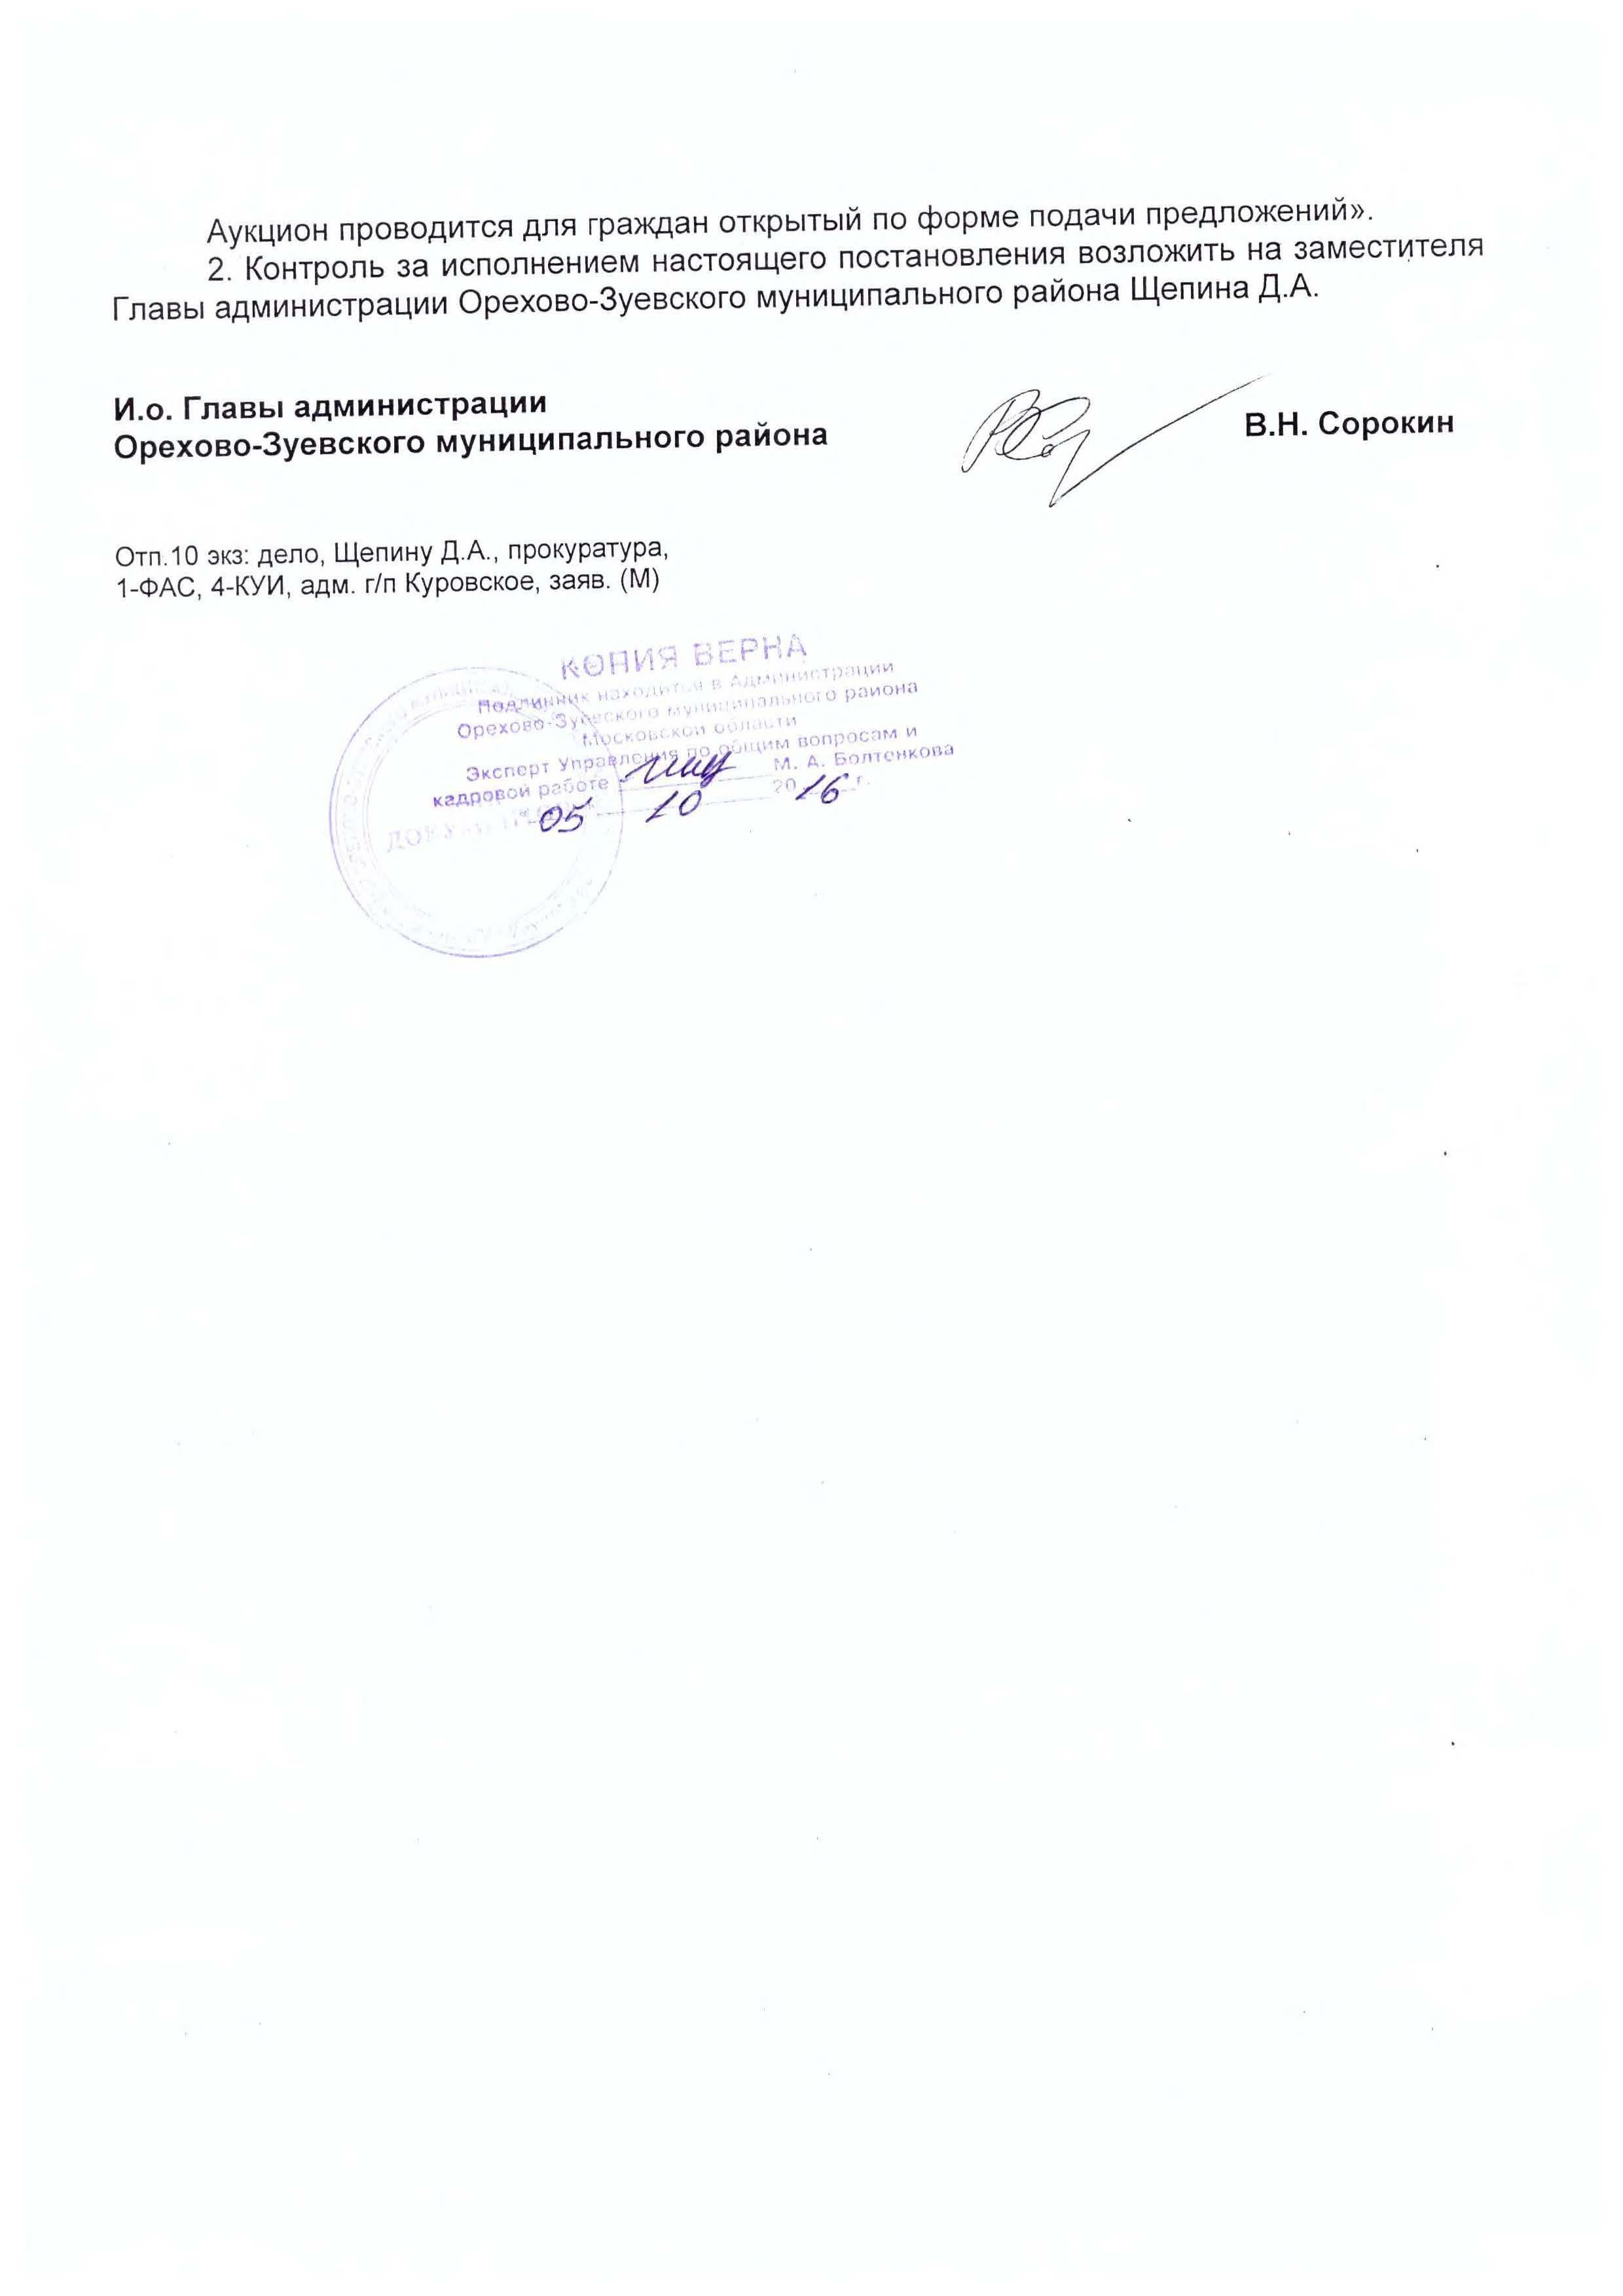 Аукцион проводится для граждан открытый по форме подачи предложений».
2. Контроль за исполнением настоящего постановления возложить на заместителя
Главы администрации Орехово-Зуевского муниципального района Щепина Д.А.
И.о. Главы администрации
Орехово-Зуевского муниципального района
В.Н. Сорокин
Отп.10 экз: дело, Щепину Д.А., прокуратура,
1-ФАС, 4-КУИ, адм. г/п Куровское, заяв. (М)
КОПИЯ ВЕРНА
Подлинник находится в Администрации
Орехово-Зуевского муниципального района
Московской области
Эксперт Управления по общим вопросам и
кадровой работе М. А. Болтенкова
05 10 2016 г.